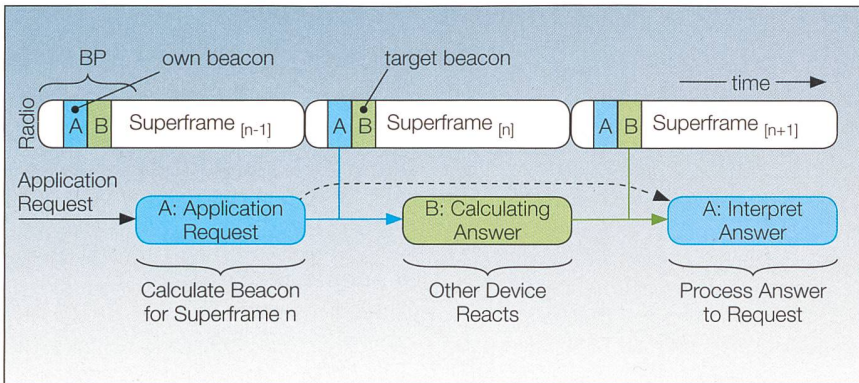 BP
own beacon
target beacon
time
Radio
A B Superframe [n-1]
A B Superframe [n]
A B Superframe [n+1]
Application
Request
A: Application
Request
B: Calculating
Answer
A: Interpret
Answer
Calculate Beacon
for Superframe n
Other Device
Reacts
Process Answer
to Request